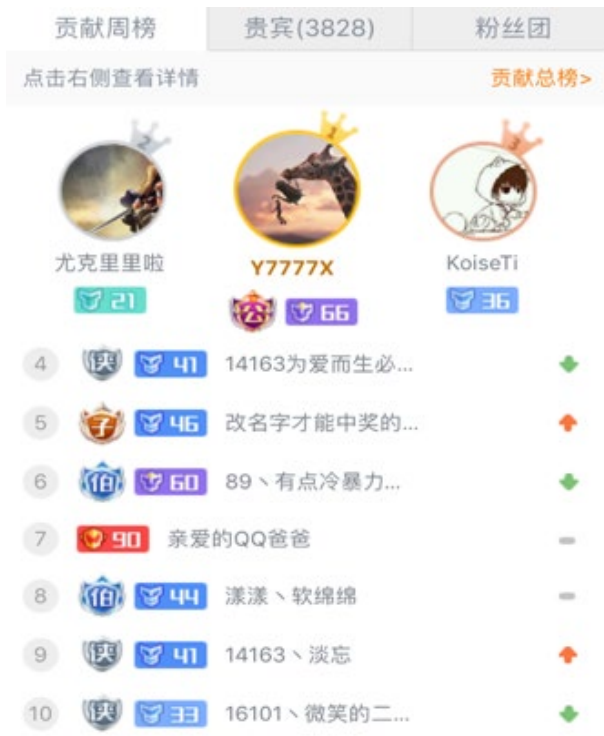 贡献周榜 贵宾(3828) 粉丝团
点击右侧查看详情 贡献总榜>
2 1 3
尤克里里啦 Y7777X KoiseTi
21 公 66 36
4 侠 41 14163为爱而生必...
5 子 46 改名字才能中奖的...
6 伯 60 89丶有点冷暴力...
7 90 亲爱的QQ爸爸
8 伯 44 漾漾丶软绵绵
9 侠 41 14163丶淡忘
10 侠 33 16101丶微笑的二...